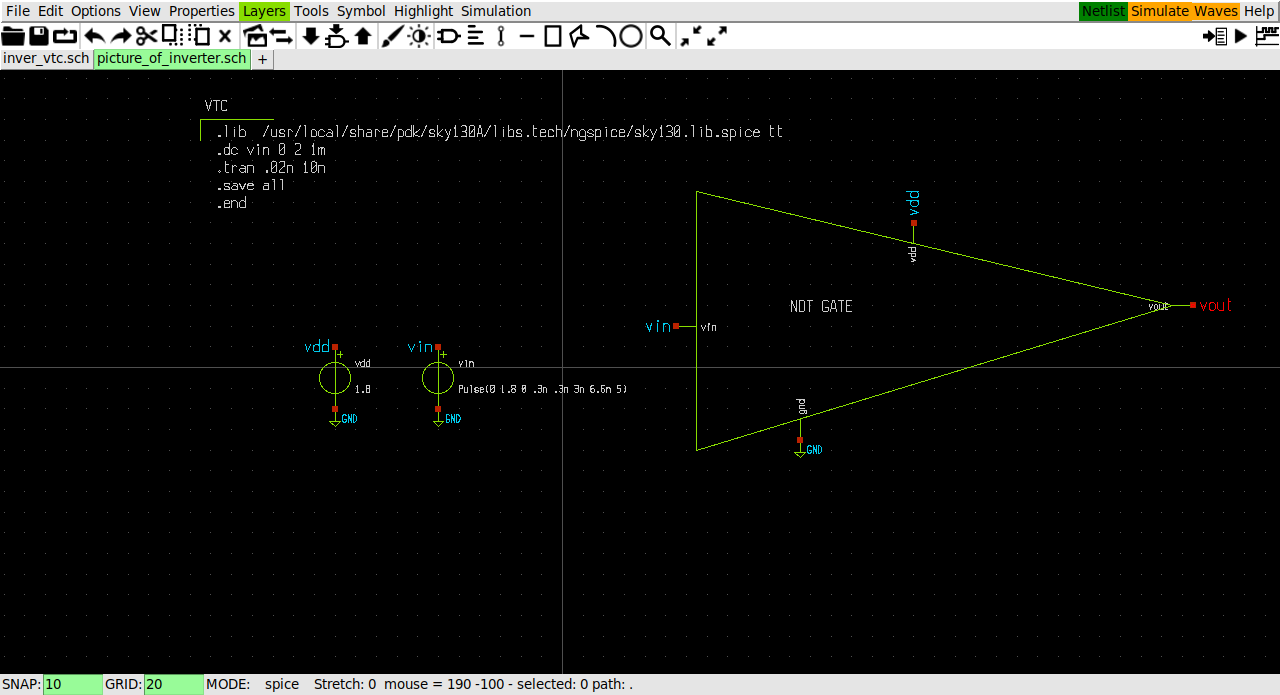 File Edit Options View Properties Layers Tools Symbol Highlight Simulation Netlist Simulate Waves Help
inver_vtc.sch picture_of_inverter.sch +
VTC
.lib /usr/local/share/pdk/sky130A/libs.tech/ngspice/sky130.lib.spice tt
.dc vin 0 2 1m
.tran .02n 10n
.save all
.end
vdd
vdd
NOT GATE
vout
vout
vin
vin
vdd
vdd
1.8
GND
vin
vin
Pulse(0 1.8 0 .3n .3n 3n 6.6n 5)
GND
gnd
GND
SNAP: 10 GRID: 20 MODE: spice Stretch: 0 mouse = 190 -100 - selected: 0 path: .